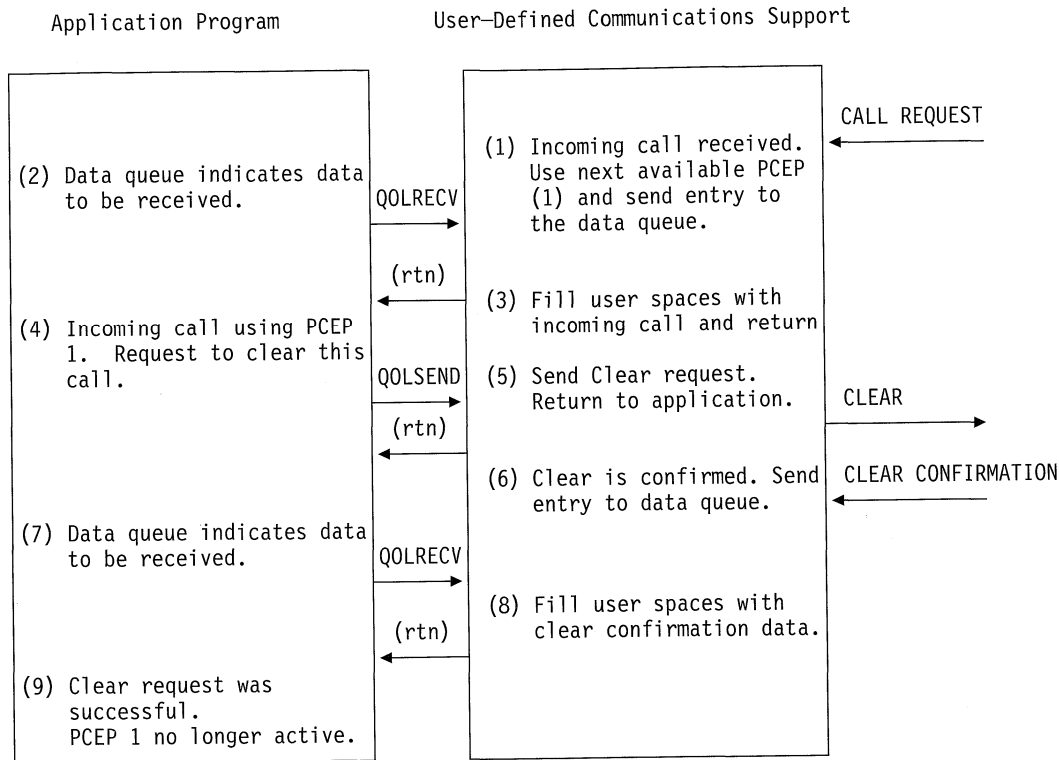 Application Program
User—Defined Communications Support
CALL REQUEST
(1) Incoming call received.
Use next available PCEP
(1) and send entry to
the data queue.
(2) Data queue indicates data
to be received.
QOLRECV
(rtn)
(3) Fill user spaces with
incoming call and return
(4) Incoming call using PCEP
1. Request to clear this
call.
QOLSEND
(5) Send Clear request.
Return to application.
CLEAR
(rtn)
(6) Clear is confirmed. Send
entry to data queue.
CLEAR CONFIRMATION
(7) Data queue indicates data
to be received.
QOLRECV
(8) Fill user spaces with
clear confirmation data.
(rtn)
(9) Clear request was
successful.
PCEP 1 no longer active.